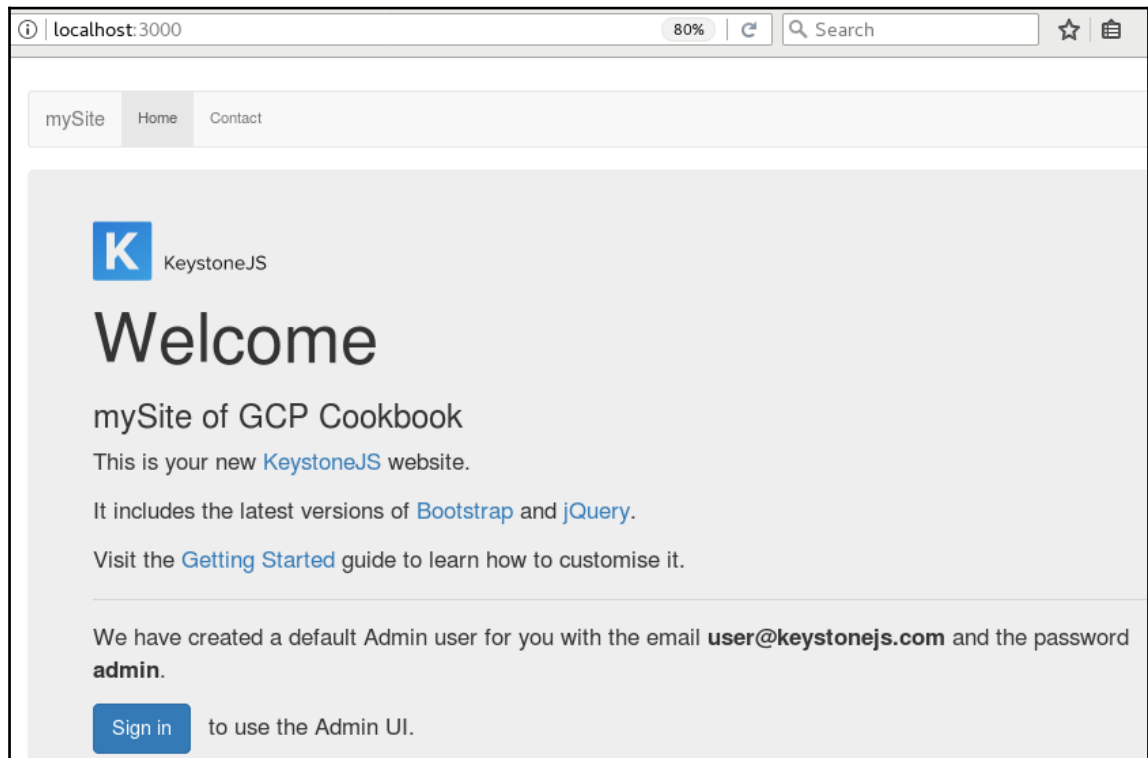 localhost:3000
80%
Search
mySite
Home
Contact
K
KeystoneJS
Welcome
mySite of GCP Cookbook
This is your new KeystoneJS website.
It includes the latest versions of Bootstrap and jQuery.
Visit the Getting Started guide to learn how to customise it.
We have created a default Admin user for you with the email user@keystonejs.com and the password
admin.
Sign in to use the Admin UI.